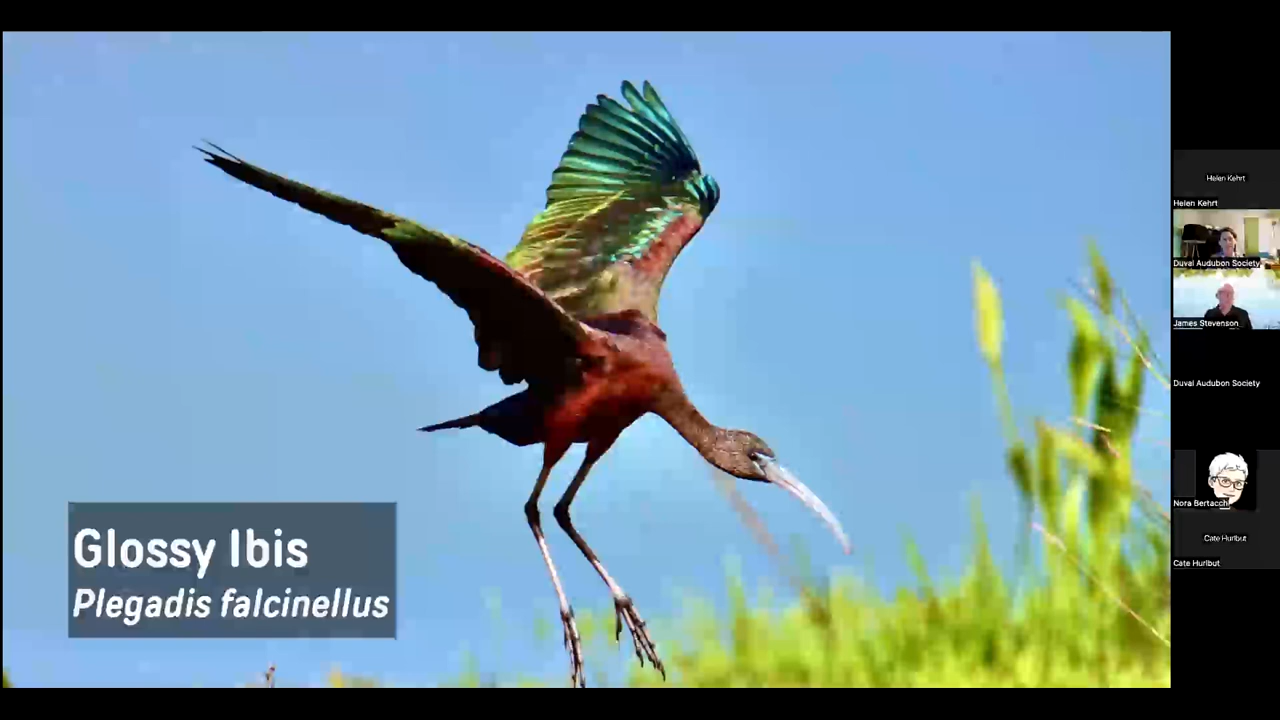 Glossy Ibis
Plegadis falcinellus
Helen Kehrt
Helen Kehrt
Duval Audubon Society
James Stevenson
Duval Audubon Society
Nora Bertacchi
Cate Hurlbut
Cate Hurlbut